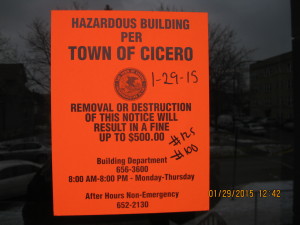 HAZARDOUS BUILDING
PER
TOWN OF CICERO
1-29-15
REMOVAL OR DESTRUCTION
OF THIS NOTICE WILL
RESULT IN A FINE
UP TO $500.00
#125
#100
Building Department
656-3600
8:00 AM-8:00 PM - Monday-Thursday
After Hours Non-Emergency
652-2130
01/29/2015 12:42